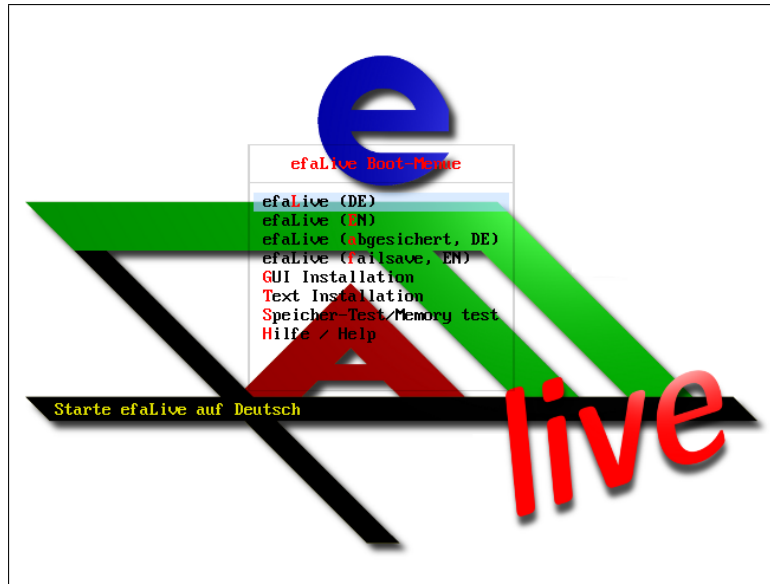 e
efaLive Boot-Menue
efaLive (DE)
efaLive (EN)
efaLive (abgesichert, DE)
efaLive (failsave, EN)
GUI Installation
Text Installation
Speicher-Test/Memory test
Hilfe / Help
A
Starte efaLive auf Deutsch
live